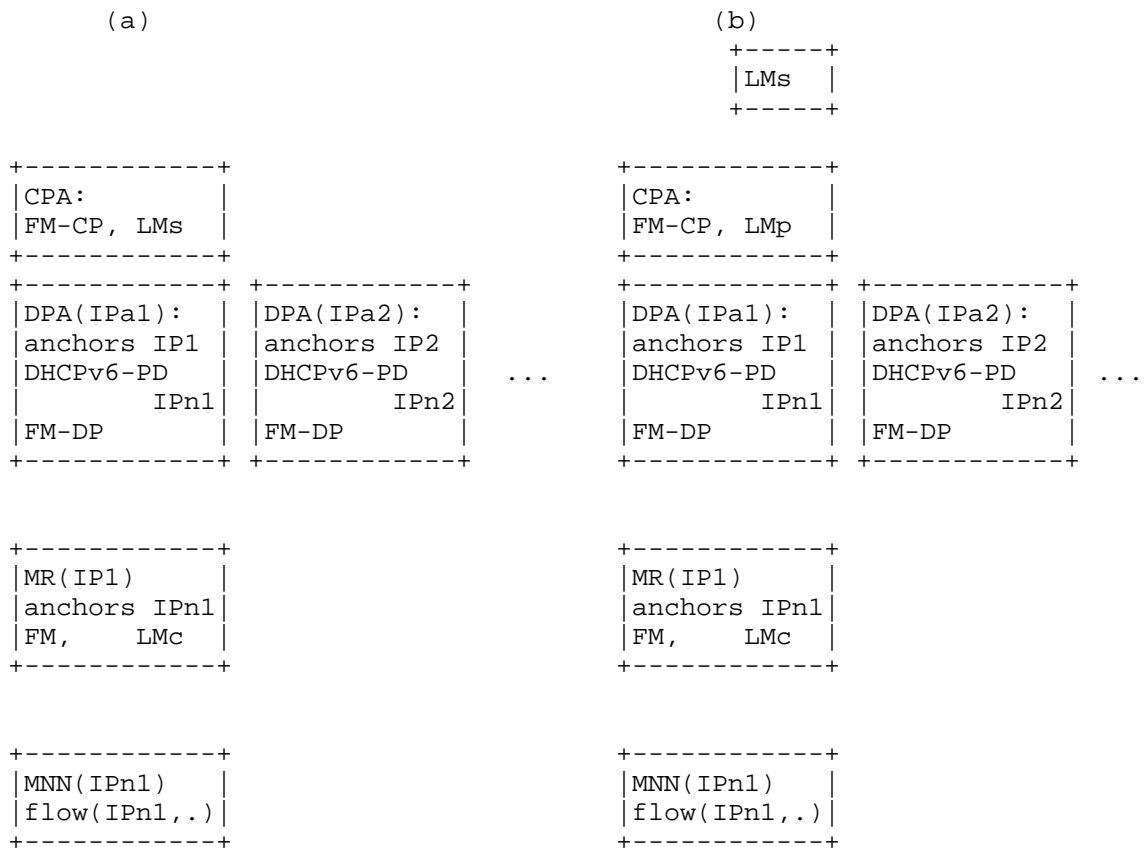 (a) (b)
+-----+
|LMs |
+-----+
+------------+ +------------+
|CPA: | |CPA: |
|FM-CP, LMs | |FM-CP, LMp |
+------------+ +------------+
+------------+ +------------+ +------------+ +------------+
|DPA(IPa1): | |DPA(IPa2): | |DPA(IPa1): | |DPA(IPa2): |
|anchors IP1 | |anchors IP2 | |anchors IP1 | |anchors IP2 |
|DHCPv6-PD | |DHCPv6-PD | ... |DHCPv6-PD | |DHCPv6-PD | ...
| IPn1| | IPn2| | IPn1| | IPn2|
|FM-DP | |FM-DP | |FM-DP | |FM-DP |
+------------+ +------------+ +------------+ +------------+
+------------+ +------------+
|MR(IP1) | |MR(IP1) |
|anchors IPn1| |anchors IPn1|
|FM, LMc | |FM, LMc |
+------------+ +------------+
+------------+ +------------+
|MNN(IPn1) | |MNN(IPn1) |
|flow(IPn1,.)| |flow(IPn1,.)|
+------------+ +------------+